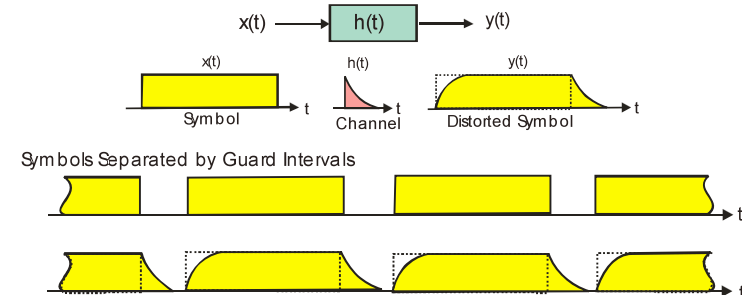 x(t) h(t) y(t)
x(t) h(t) y(t)
t t t
Symbol Channel Distorted Symbol
Symbols Separated by Guard Intervals
t
t